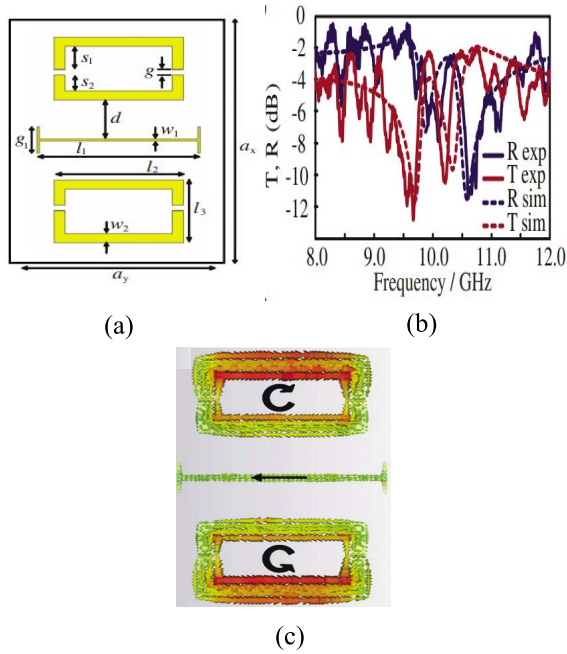 (a)
s1
s2
g
d
w1
g1
l1
l2
l3
w2
ax
ay
(b)
T, R (dB)
0
-2
-4
-6
-8
-10
-12
R exp
T exp
R sim
T sim
8.0 9.0 10.0 11.0 12.0
Frequency / GHz
(a)
(b)
(c)